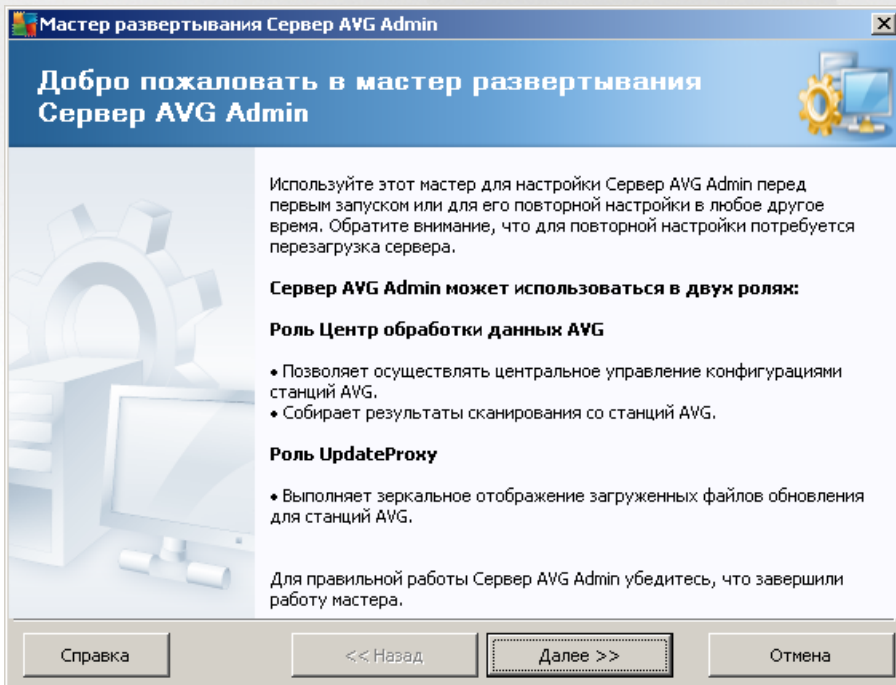 Мастер развертывания Сервер AVG Admin
Добро пожаловать в мастер развертывания
Сервер AVG Admin
Используйте этот мастер для настройки Сервер AVG Admin перед
первым запуском или для его повторной настройки в любое другое
время. Обратите внимание, что для повторной настройки потребуется
перезагрузка сервера.
Сервер AVG Admin может использоваться в двух ролях:
Роль Центр обработки данных AVG
• Позволяет осуществлять центральное управление конфигурациями
станций AVG.
• Собирает результаты сканирования со станций AVG.
Роль UpdateProxy
• Выполняет зеркальное отображение загруженных файлов обновления
для станций AVG.
Для правильной работы Сервер AVG Admin убедитесь, что завершили
работу мастера.
Справка
<< Назад
Далее >>
Отмена